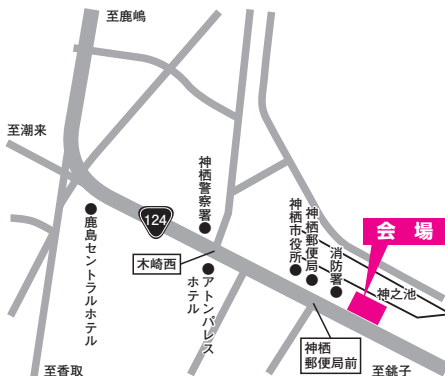 至鹿嶋
至潮来
124
神栖警察署
鹿島セントラルホテル
木崎西
アトンパレス
ホテル
神栖市役所
神栖郵便局
消防署
会場
神之池
神栖
郵便局前
至香取
至銚子